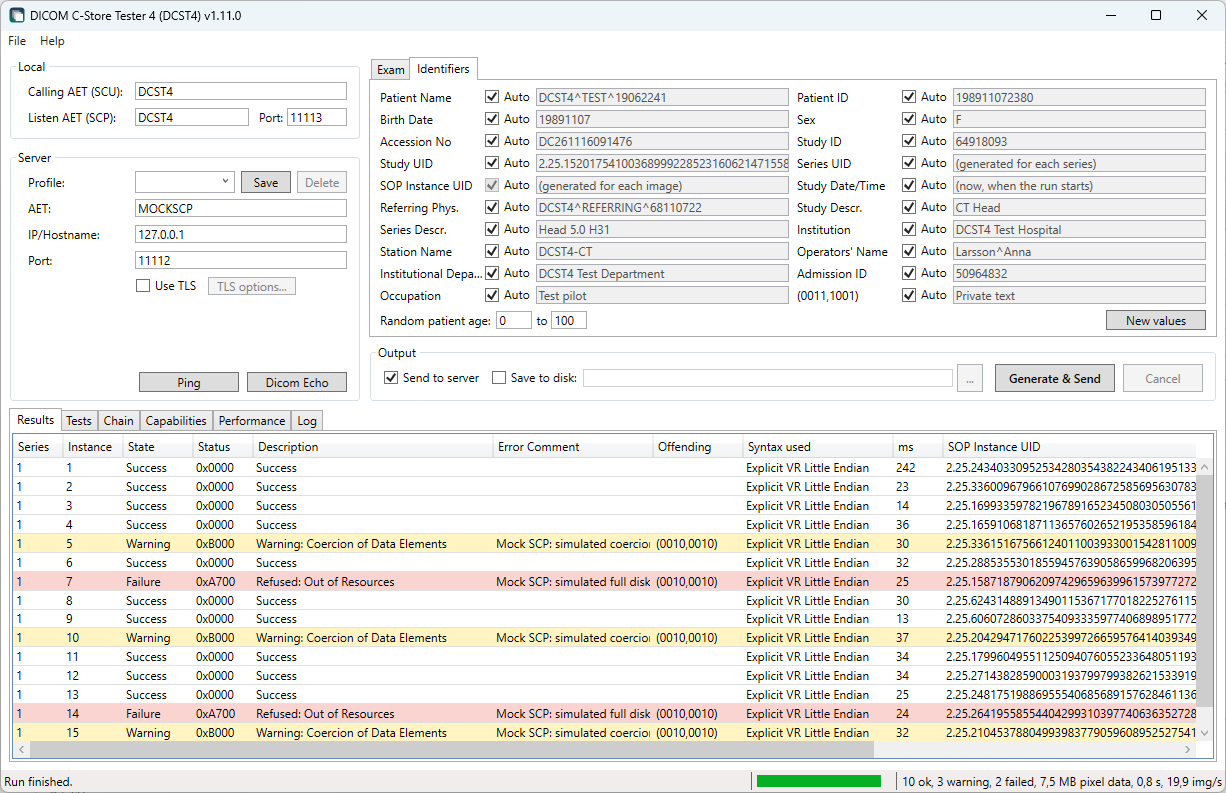 DICOM C-Store Tester 4 (DCST4) v1.11.0
File Help
Local
Calling AET (SCU): DCST4
Listen AET (SCP): DCST4 Port: 11113
Server
Profile: Save Delete
AET: MOCKSCP
IP/Hostname: 127.0.0.1
Port: 11112
Use TLS TLS options...
Ping Dicom Echo
Exam Identifiers
Patient Name Auto DCST4^TEST^19062241 Patient ID Auto 198911072380
Birth Date Auto 19891107 Sex Auto F
Accession No Auto DC261116091476 Study ID Auto 64918093
Study UID Auto 2.25.15201754100368999228523160621471558 Series UID Auto (generated for each series)
SOP Instance UID Auto (generated for each image) Study Date/Time Auto (now, when the run starts)
Referring Phys. Auto DCST4^REFERRING^68110722 Study Descr. Auto CT Head
Series Descr. Auto Head 5.0 H31 Institution Auto DCST4 Test Hospital
Station Name Auto DCST4-CT Operators' Name Auto Larsson^Anna
Institutional Depa... Auto DCST4 Test Department Admission ID Auto 50964832
Occupation Auto Test pilot (0011,1001) Auto Private text
Random patient age: 0 to 100 New values
Output
Send to server Save to disk: ... Generate & Send Cancel
Results Tests Chain Capabilities Performance Log
Series Instance State Status Description Error Comment Offending Syntax used ms SOP Instance UID
1 1 Success 0x0000 Success Explicit VR Little Endian 242 2.25.24340330952534280354382243406195133
1 2 Success 0x0000 Success Explicit VR Little Endian 23 2.25.33600967966107699028672585695630783
1 3 Success 0x0000 Success Explicit VR Little Endian 14 2.25.169933597821967891652345080305055561
1 4 Success 0x0000 Success Explicit VR Little Endian 36 2.25.16591068187113657602652195358596184
1 5 Warning 0xB000 Warning: Coercion of Data Elements Mock SCP: simulated coercion (0010,0010) Explicit VR Little Endian 30 2.25.33615167566124011003933001542811009
1 6 Success 0x0000 Success Explicit VR Little Endian 32 2.25.28853553018559457639058659968206395
1 7 Failure 0xA700 Refused: Out of Resources Mock SCP: simulated full disk (0010,0010) Explicit VR Little Endian 25 2.25.15871879062097429659639961573977272
1 8 Success 0x0000 Success Explicit VR Little Endian 30 2.25.62431488913490115367177018225276115
1 9 Success 0x0000 Success Explicit VR Little Endian 13 2.25.606072860337540933359774068989517​72
1 10 Warning 0xB000 Warning: Coercion of Data Elements Mock SCP: simulated coercion (0010,0010) Explicit VR Little Endian 37 2.25.204294717602253997266595764140393​49
1 11 Success 0x0000 Success Explicit VR Little Endian 34 2.25.179960495511250940760552336480511​93
1 12 Success 0x0000 Success Explicit VR Little Endian 34 2.25.271438285900031937997993826215339​19
1 13 Success 0x0000 Success Explicit VR Little Endian 25 2.25.248175198869555406856891576284611​36
1 14 Failure 0xA700 Refused: Out of Resources Mock SCP: simulated full disk (0010,0010) Explicit VR Little Endian 24 2.25.264195585544042993103977406363527​28
1 15 Warning 0xB000 Warning: Coercion of Data Elements Mock SCP: simulated coercion (0010,0010) Explicit VR Little Endian 32 2.25.210453788049939837790596089525275​41
Run finished. 10 ok, 3 warning, 2 failed, 7,5 MB pixel data, 0,8 s, 19,9 img/s